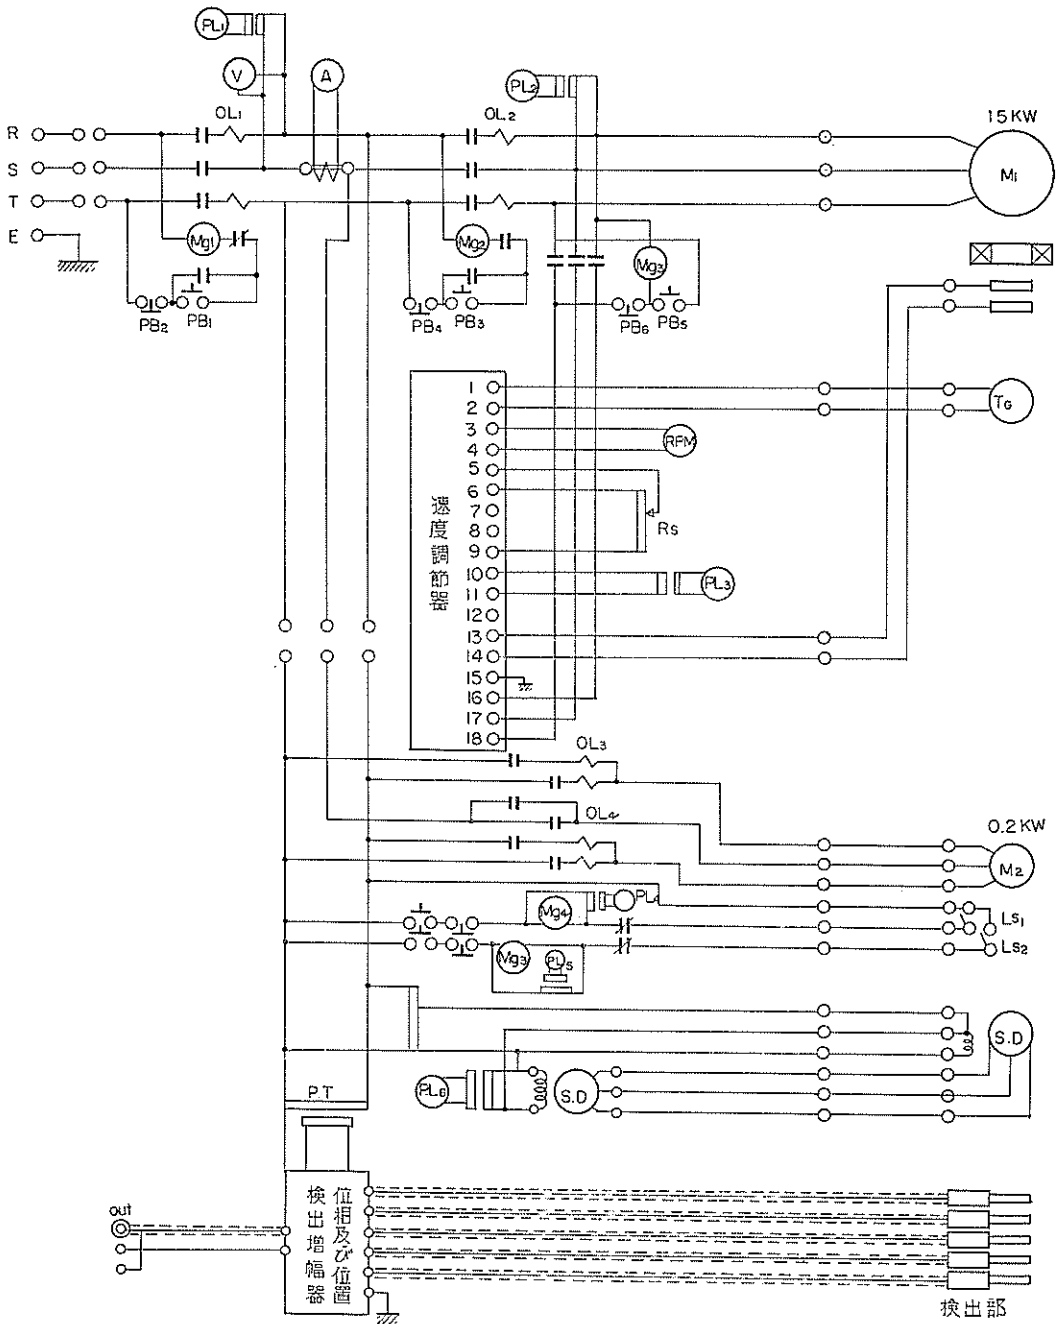 PL1
V
A
PL2
OL1
OL2
15KW
R
S
T
E
M1
Mg1
Mg2
Mg3
PB2
PB1
PB4
PB3
PB6
PB5
1
2
3
4
5
6
7
8
9
10
11
12
13
14
15
16
17
18
速度調節器
TG
RPM
Rs
PL3
OL3
OL4
0.2KW
M2
Mg4
PL4
Ls1
Mg3
PL5
Ls2
S.D
PL6
S.D
P.T
位相及び位置
検出増幅器
out
検出部